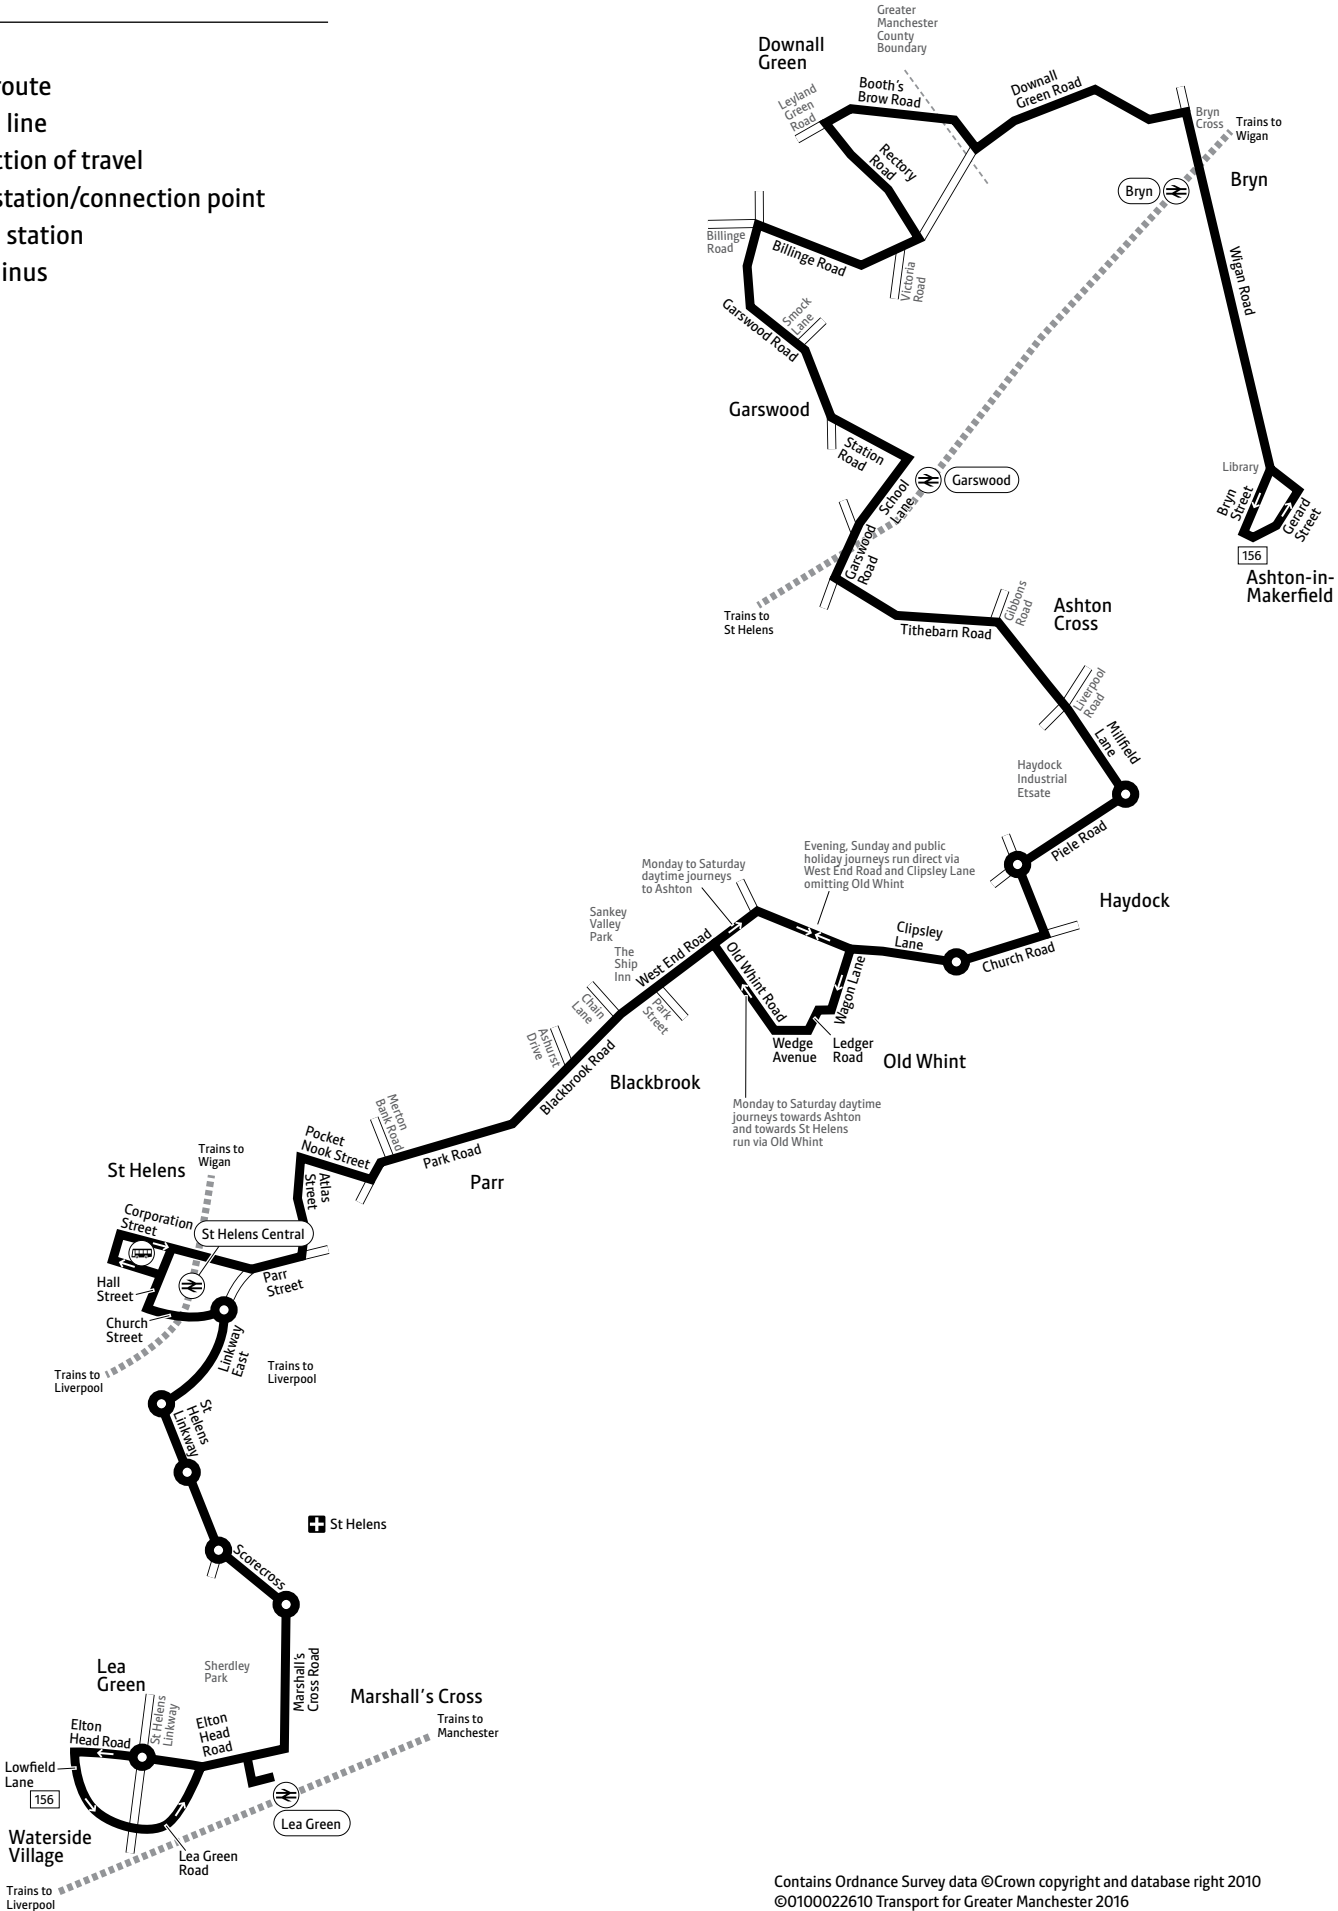 route
line
ction of travel
station/connection point
station
inus
Greater
Manchester
County
Boundary
Downall
Green
Leyland
Green
Road
Booth's
Brow Road
Downall
Green Road
Bryn
Cross
Trains to
Wigan
Rectory
Road
Bryn
Bryn
Billinge
Road
Billinge Road
Victoria
Road
Wigan Road
Smock
Lane
Garswood Road
Garswood
Station
Road
School
Lane
Garswood
Library
Bryn
Street
Gerard
Street
156
Ashton-in-
Makerfield
Garswood
Road
Trains to
St Helens
Gibbons
Road
Ashton
Cross
Tithebarn Road
Liverpool
Road
Millfield
Lane
Haydock
Industrial
Etsate
Piele Road
Haydock
Evening, Sunday and public
holiday journeys run direct via
West End Road and Clipsley Lane
omitting Old Whint
Monday to Saturday
daytime journeys
to Ashton
Sankey
Valley
Park
The
Ship
Inn
West End Road
Clipsley
Lane
Church Road
Old Whint Road
Wagon Lane
Chain
Lane
Park
Street
Wedge
Avenue
Ledger
Road
Old Whint
Ashurst
Drive
Blackbrook Road
Blackbrook
Monday to Saturday daytime
journeys towards Ashton
and towards St Helens
run via Old Whint
Merton
Bank Road
Pocket
Nook Street
Park Road
Parr
Trains to
Wigan
St Helens
Atlas
Street
Corporation
Street
St Helens Central
Hall
Street
Parr
Street
Church
Street
Linkway
East
Trains to
Liverpool
Trains to
Liverpool
St
Helens
Linkway
St Helens
Scorecross
Marshall's
Cross Road
Sherdley
Park
Lea
Green
Marshall's Cross
St Helens
Linkway
Elton
Head Road
Elton
Head
Road
Trains to
Manchester
Lowfield
Lane
156
Lea Green
Waterside
Village
Lea Green
Road
Trains to
Liverpool
Contains Ordnance Survey data ©Crown copyright and database right 2010
©0100022610 Transport for Greater Manchester 2016